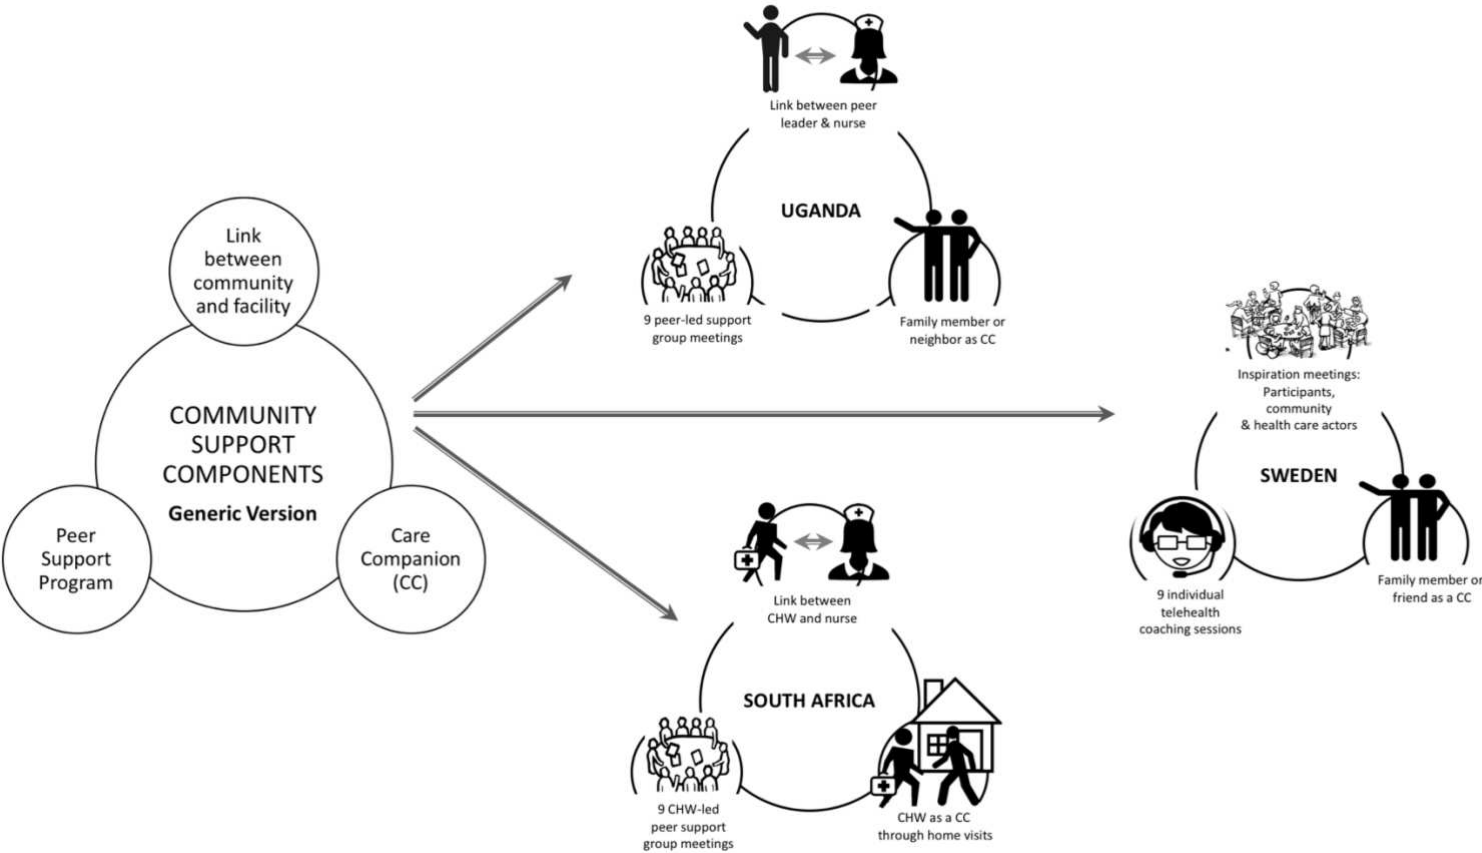 Link
between
community
and facility
COMMUNITY
SUPPORT
COMPONENTS
Generic Version
Peer
Support
Program
Care
Companion
(CC)
Link between peer
leader & nurse
UGANDA
9 peer-led support
group meetings
Family member or
neighbor as CC
Link between
CHW and nurse
SOUTH AFRICA
9 CHW-led
peer support
group meetings
CHW as a CC
through home visits
Inspiration meetings:
Participants,
community
& health care actors
SWEDEN
9 individual
telehealth
coaching sessions
Family member or
friend as a CC